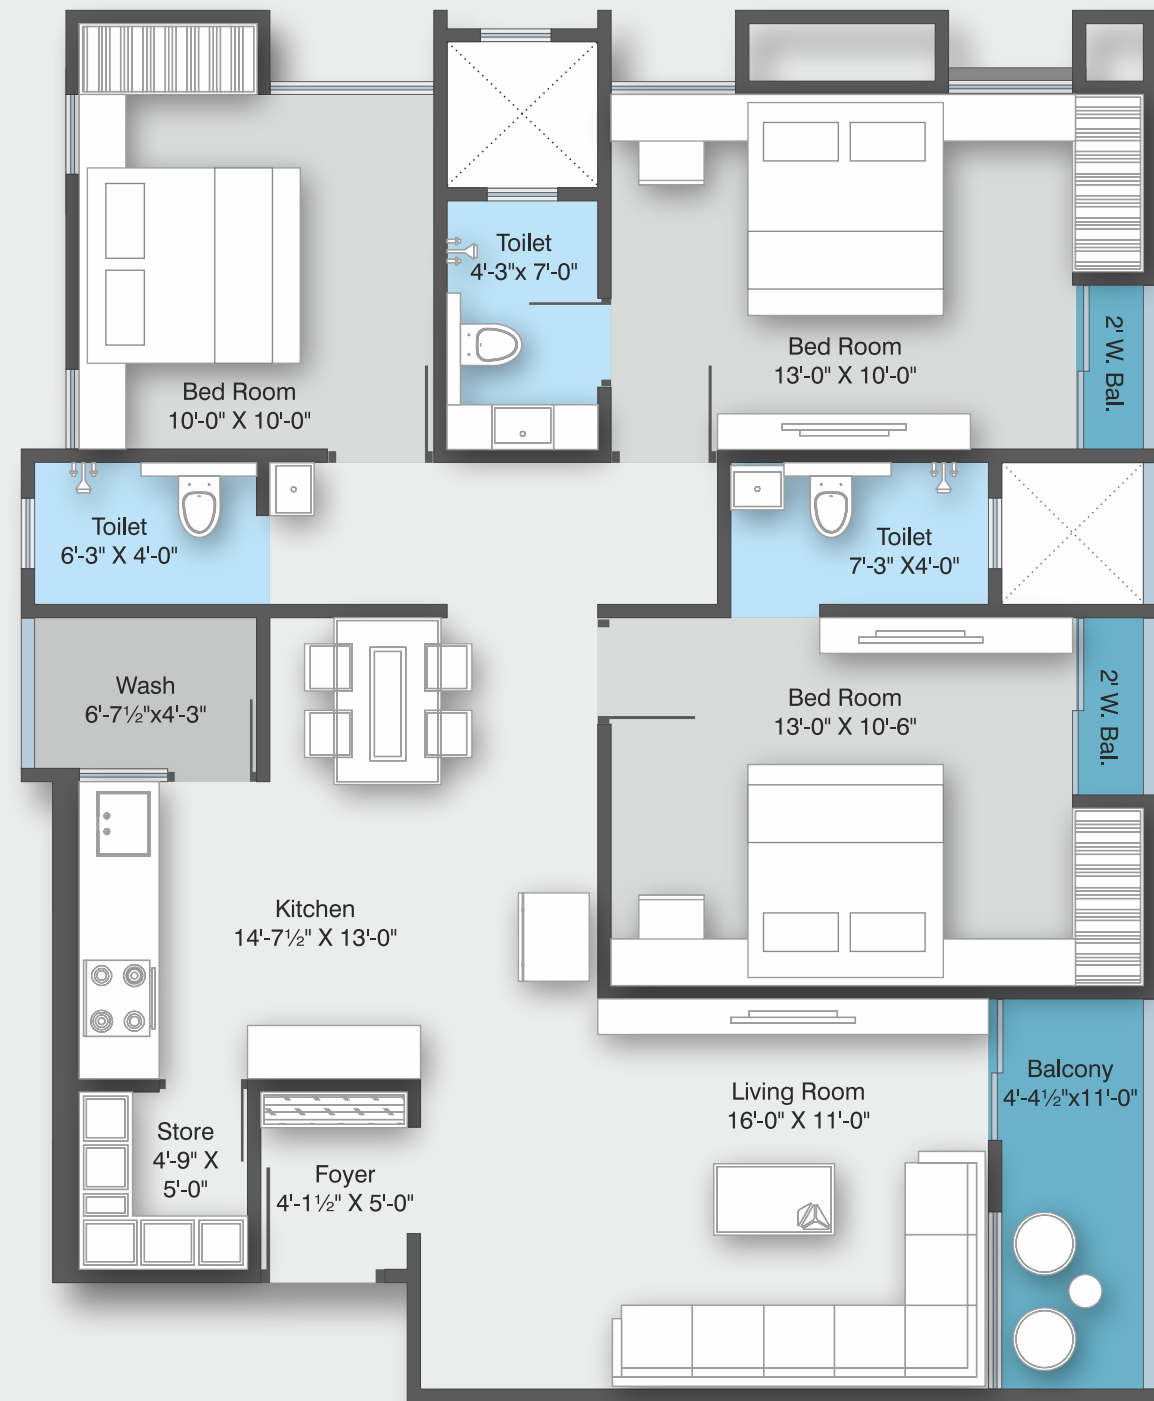 Toilet
4'-3"x 7'-0"
Bed Room
13'-0" X 10'-0"
2' W. Bal.
Bed Room
10'-0" X 10'-0"
Toilet
6'-3" X 4'-0"
Toilet
7'-3" X4'-0"
Wash
6'-7½"x4'-3"
Bed Room
13'-0" X 10'-6"
2' W. Bal.
Kitchen
14'-7½" X 13'-0"
Living Room
16'-0" X 11'-0"
Balcony
4'-4½"x11'-0"
Store
4'-9" X
5'-0"
Foyer
4'-1½" X 5'-0"